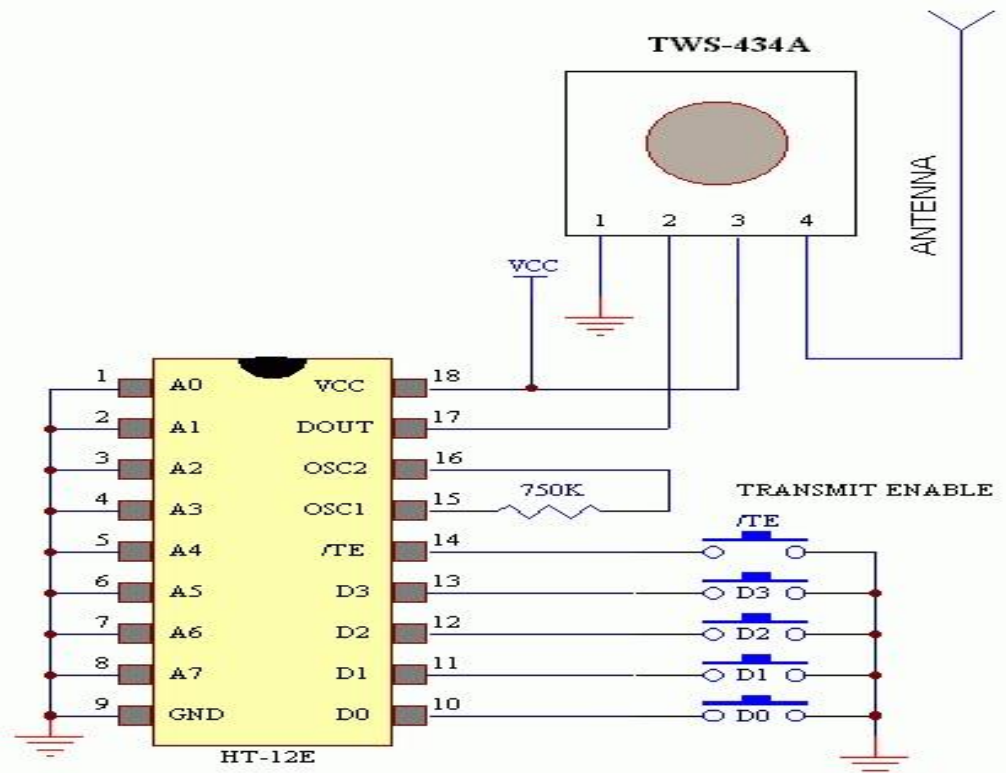 TWS-434A
1 2 3 4
ANTENNA
VCC
1 A0 VCC 18
2 A1 DOUT 17
3 A2 OSC2 16
4 A3 OSC1 15
750K
TRANSMIT ENABLE
/TE
5 A4 /TE 14
6 A5 D3 13 D3
7 A6 D2 12 D2
8 A7 D1 11 D1
9 GND D0 10 D0
HT-12E